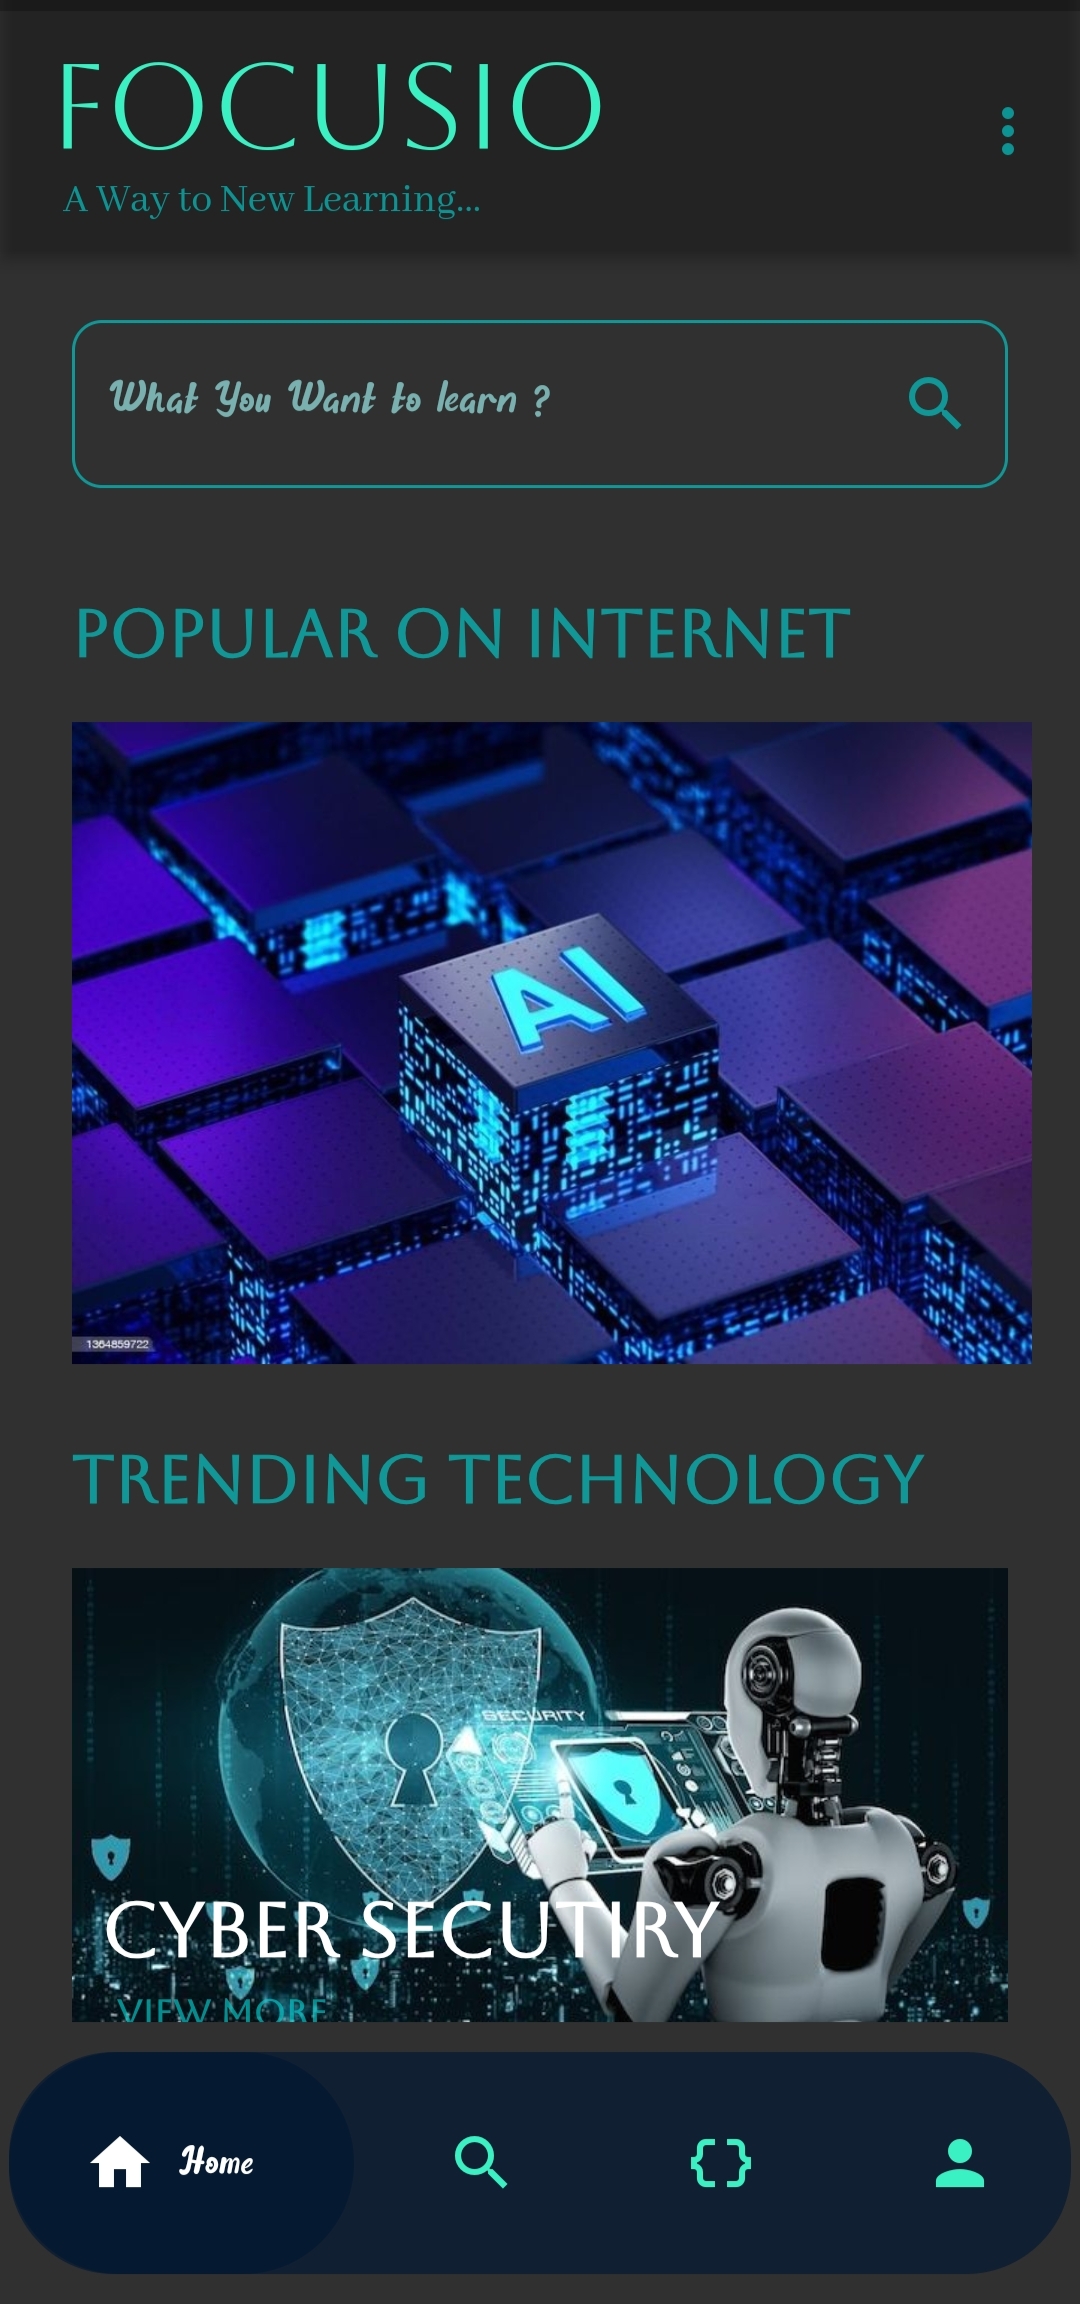 FOCUSIO
A Way to New Learning...
What You Want to learn ?
POPULAR ON INTERNET
AI
1364859722
TRENDING TECHNOLOGY
SECURITY
CYBER SECUTIRY
VIEW MORE
Home